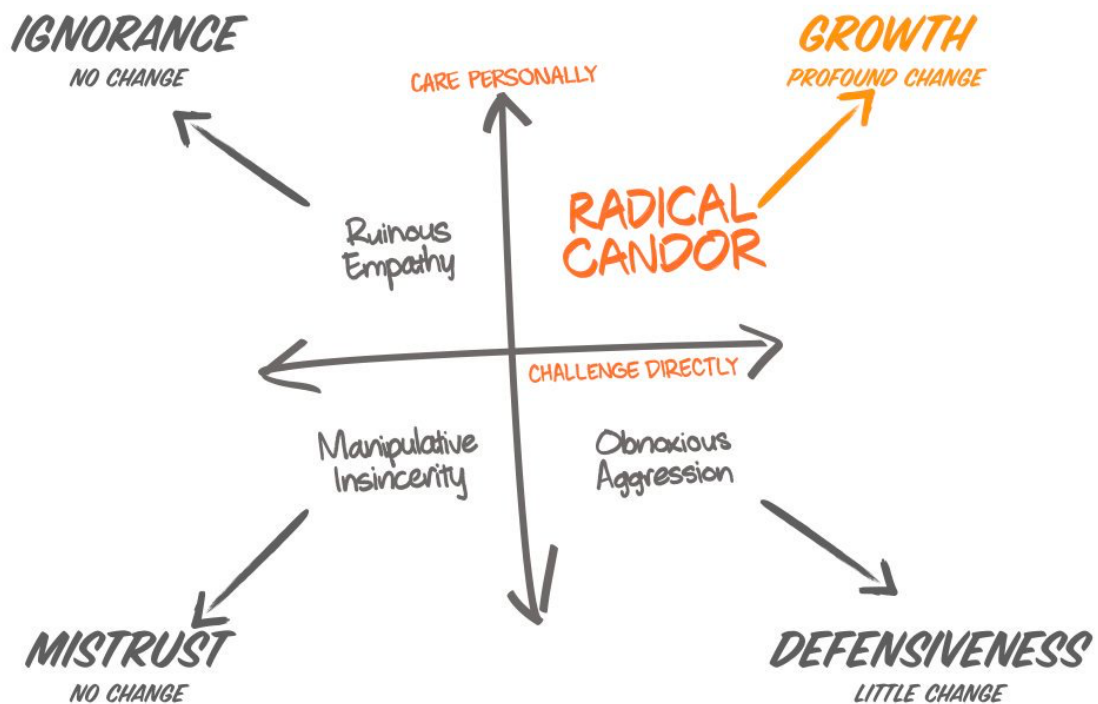 IGNORANCE
NO CHANGE
GROWTH
PROFOUND CHANGE
CARE PERSONALLY
Ruinous
Empathy
RADICAL
CANDOR
CHALLENGE DIRECTLY
Manipulative
Insincerity
Obnoxious
Aggression
MISTRUST
NO CHANGE
DEFENSIVENESS
LITTLE CHANGE